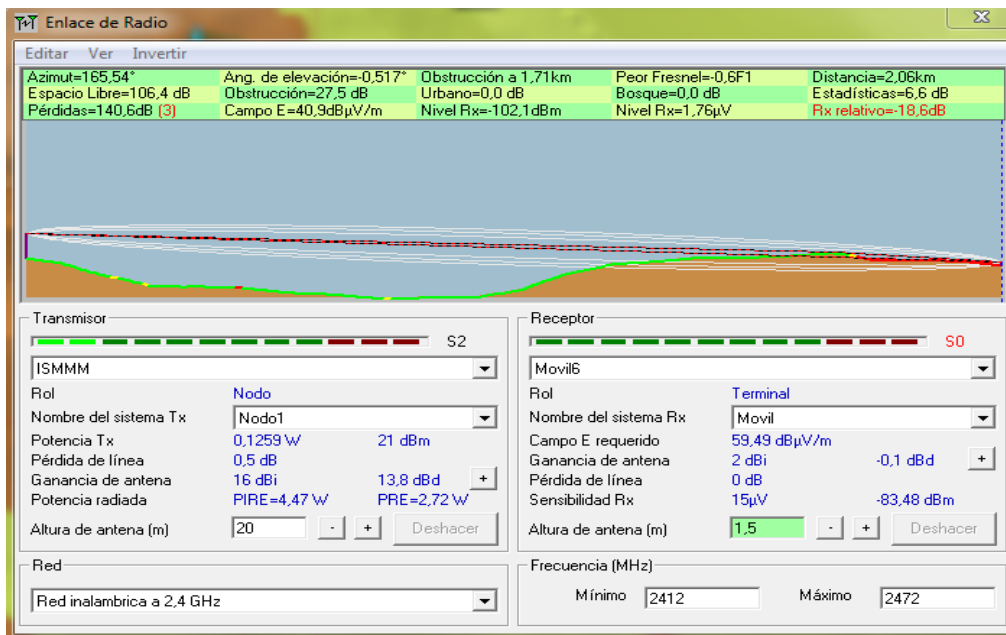 Enlace de Radio
Editar Ver Invertir
Azimut=165,54° Ang. de elevación=-0,517° Obstrucción a 1,71km Peor Fresnel=-0,6F1 Distancia=2,06km
Espacio Libre=106,4 dB Obstrucción=27,5 dB Urbano=0,0 dB Bosque=0,0 dB Estadísticas=6,6 dB
Pérdidas=140,6dB (3) Campo E=40,9dBµV/m Nivel Rx=-102,1dBm Nivel Rx=1,76µV Rx relativo=-18,6dB
Transmisor
S2
ISMMM
Rol Nodo
Nombre del sistema Tx Nodo1
Potencia Tx 0,1259 W 21 dBm
Pérdida de línea 0,5 dB
Ganancia de antena 16 dBi 13,8 dBd +
Potencia radiada PIRE=4,47 W PRE=2,72 W
Altura de antena (m) 20 - + Deshacer
Receptor
S0
Movil6
Rol Terminal
Nombre del sistema Rx Movil
Campo E requerido 59,49 dBµV/m
Ganancia de antena 2 dBi -0,1 dBd +
Pérdida de línea 0 dB
Sensibilidad Rx 15µV -83,48 dBm
Altura de antena (m) 1,5 - + Deshacer
Red
Red inalambrica a 2,4 GHz
Frecuencia (MHz)
Mínimo 2412 Máximo 2472